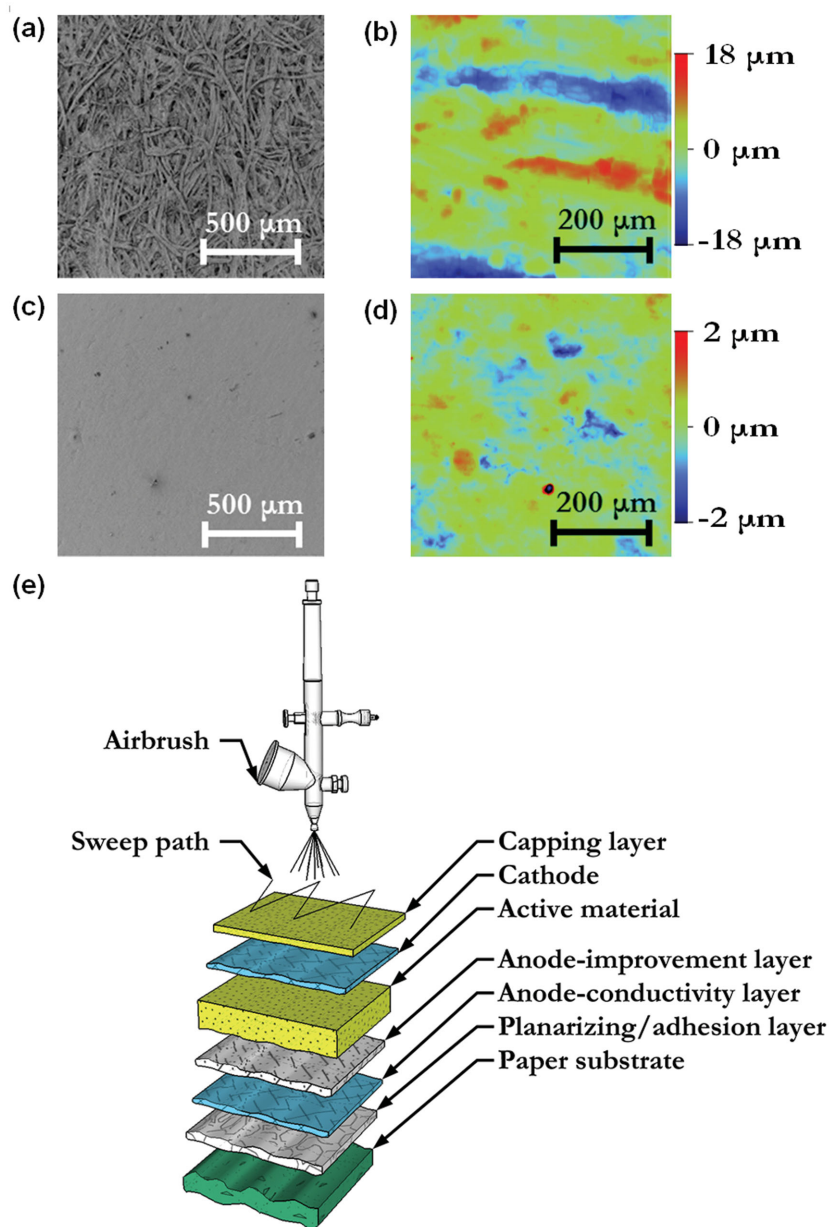 (a)
500 µm
(b)
200 µm
18 µm
0 µm
-18 µm
(c)
500 µm
(d)
200 µm
2 µm
0 µm
-2 µm
(e)
Airbrush
Sweep path
Capping layer
Cathode
Active material
Anode-improvement layer
Anode-conductivity layer
Planarizing/adhesion layer
Paper substrate